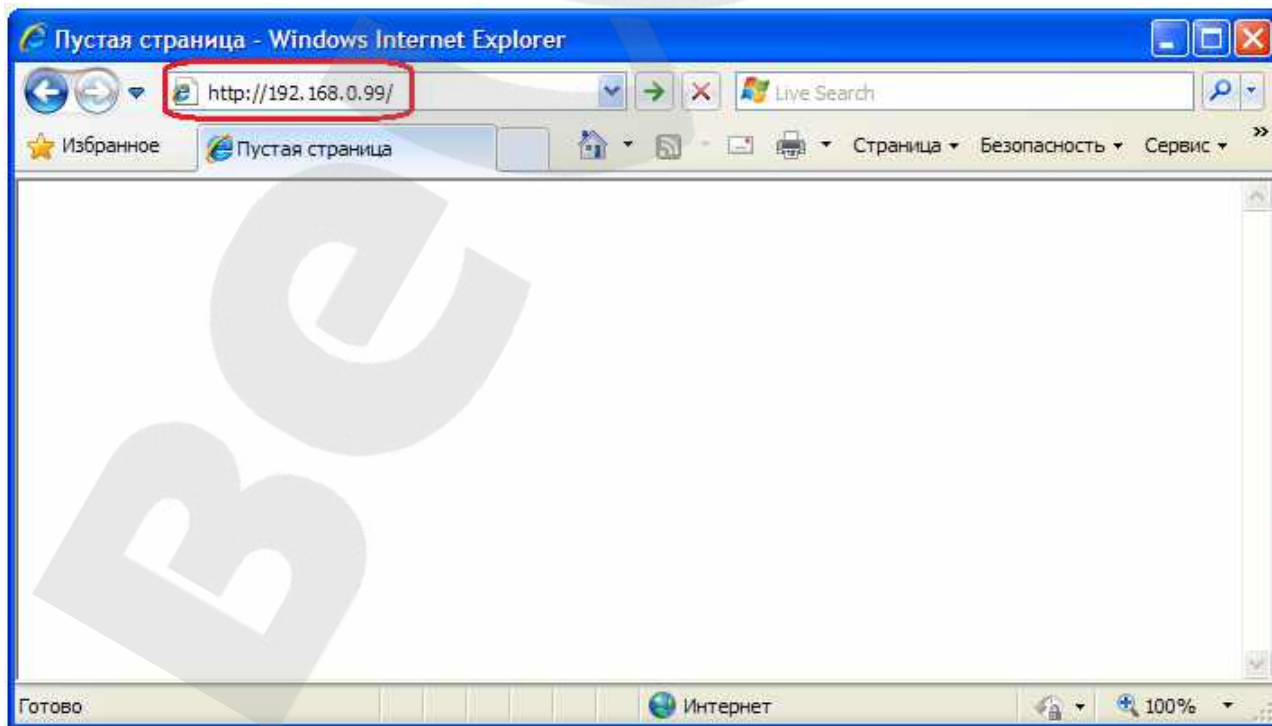 Пустая страница - Windows Internet Explorer
http://192.168.0.99/
Live Search
Избранное
Пустая страница
Страница
Безопасность
Сервис
»
Готово
Интернет
100%
Ве